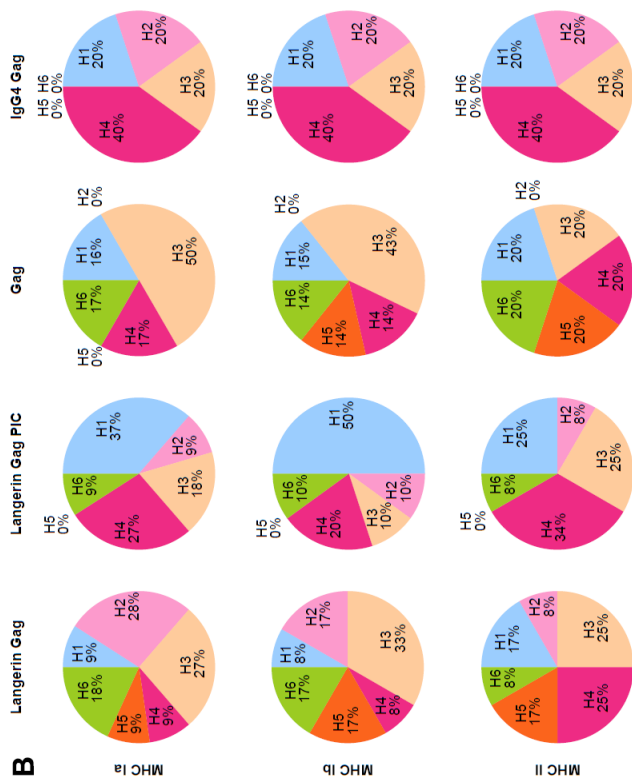 B
Langerin Gag
Langerin Gag PIC
Gag
IgG4 Gag
MHC Ia
H1
9%
H2
28%
H3
27%
H4
9%
H5
9%
H6
18%
H1
37%
H2
9%
H3
18%
H4
27%
H5
0%
H6
9%
H1
16%
H2
0%
H3
50%
H4
17%
H5
0%
H6
17%
H1
20%
H2
20%
H3
20%
H4
40%
H5 H6
0% 0%
MHC Ib
H1
8%
H2
17%
H3
33%
H4
8%
H5
17%
H6
17%
H1
50%
H2
10%
H3
10%
H4
20%
H5
0%
H6
10%
H1
15%
H2
0%
H3
43%
H4
14%
H5
14%
H6
14%
H1
20%
H2
20%
H3
20%
H4
40%
H5 H6
0% 0%
MHC II
H1
17%
H2
8%
H3
25%
H4
25%
H5
17%
H6
8%
H1
25%
H2
8%
H3
25%
H4
34%
H5
0%
H6
8%
H1
20%
H2
0%
H3
20%
H4
20%
H5
20%
H6
20%
H1
20%
H2
20%
H3
20%
H4
40%
H5 H6
0% 0%